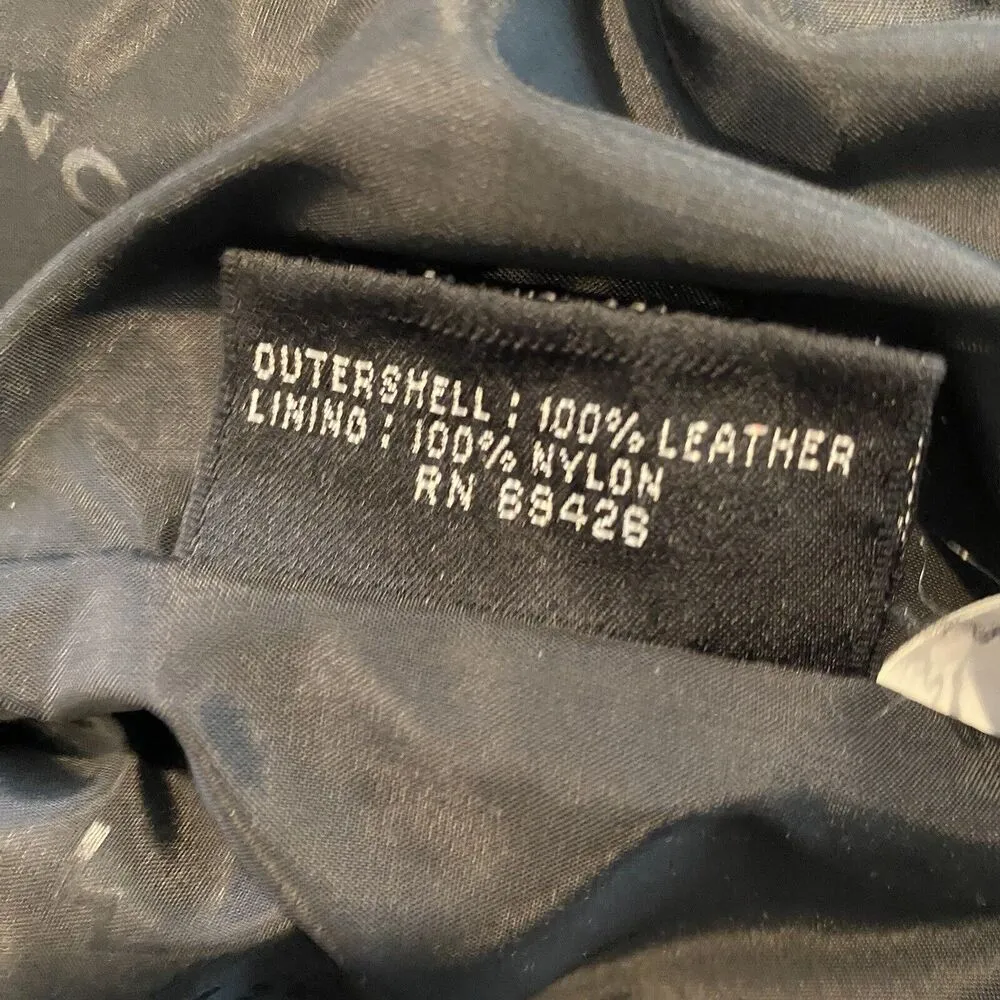 OUTERSHELL : 100% LEATHER
LINING : 100% NYLON
RN 69426